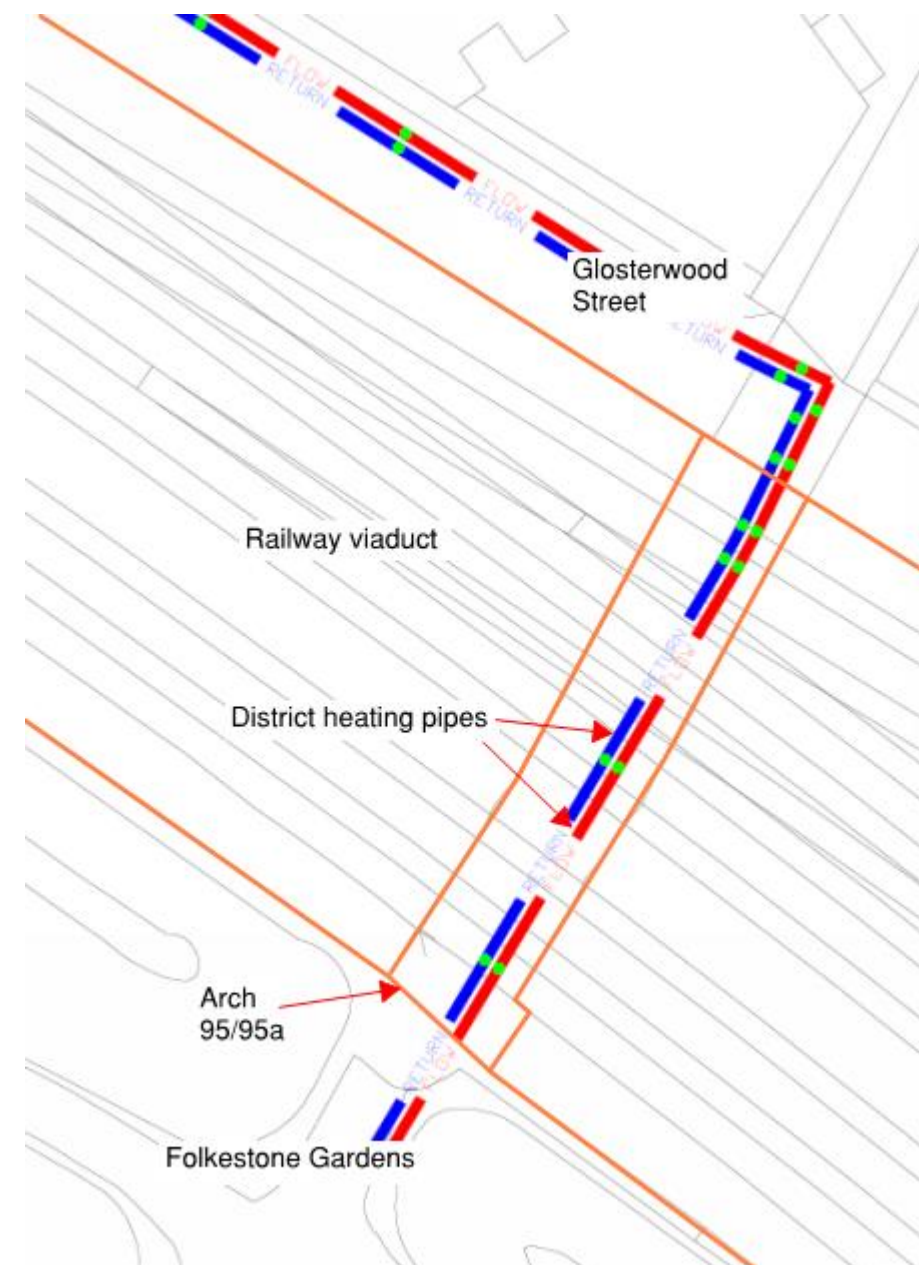 FLOW
RETURN
FLOW
RETURN
Glosterwood
Street
RETURN
FLOW
Railway viaduct
District heating pipes
RETURN
FLOW
Arch
95/95a
RETURN
FLOW
Folkestone Gardens